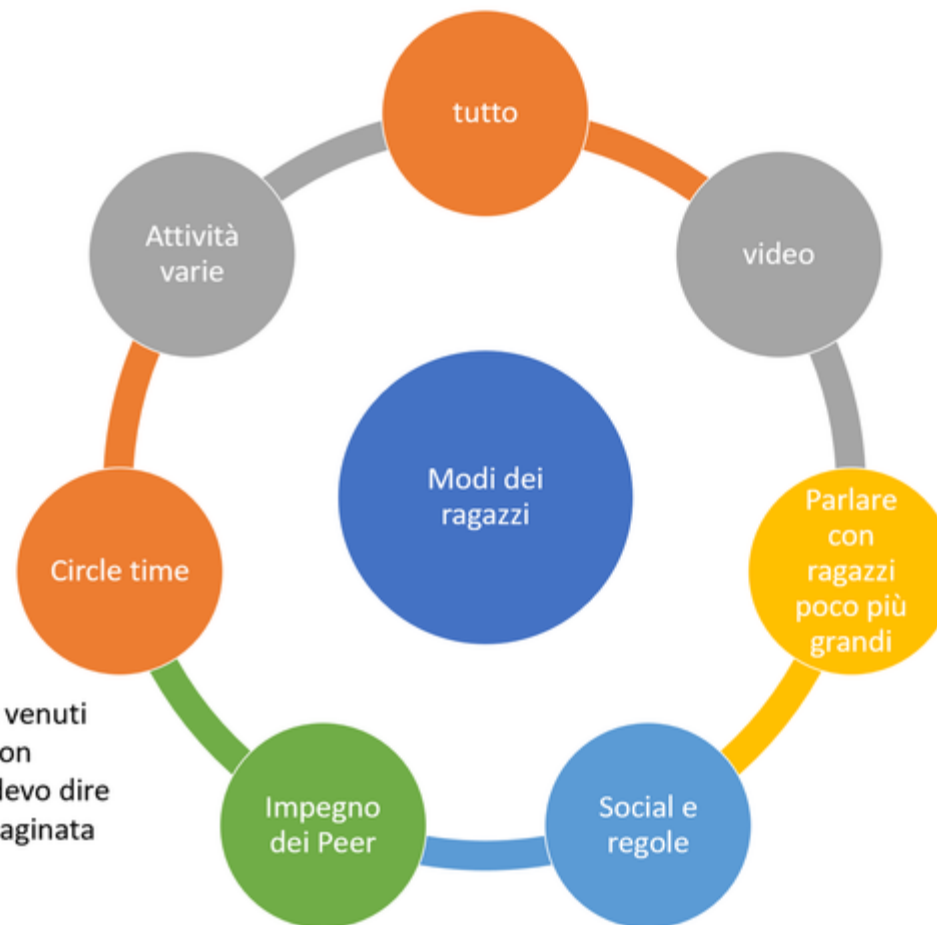 tutto
video
Parlare
con
ragazzi
poco più
grandi
Social e
regole
Impegno
dei Peer
Circle time
Attività
varie
Modi dei
ragazzi
venuti
on
devo dire
aginata